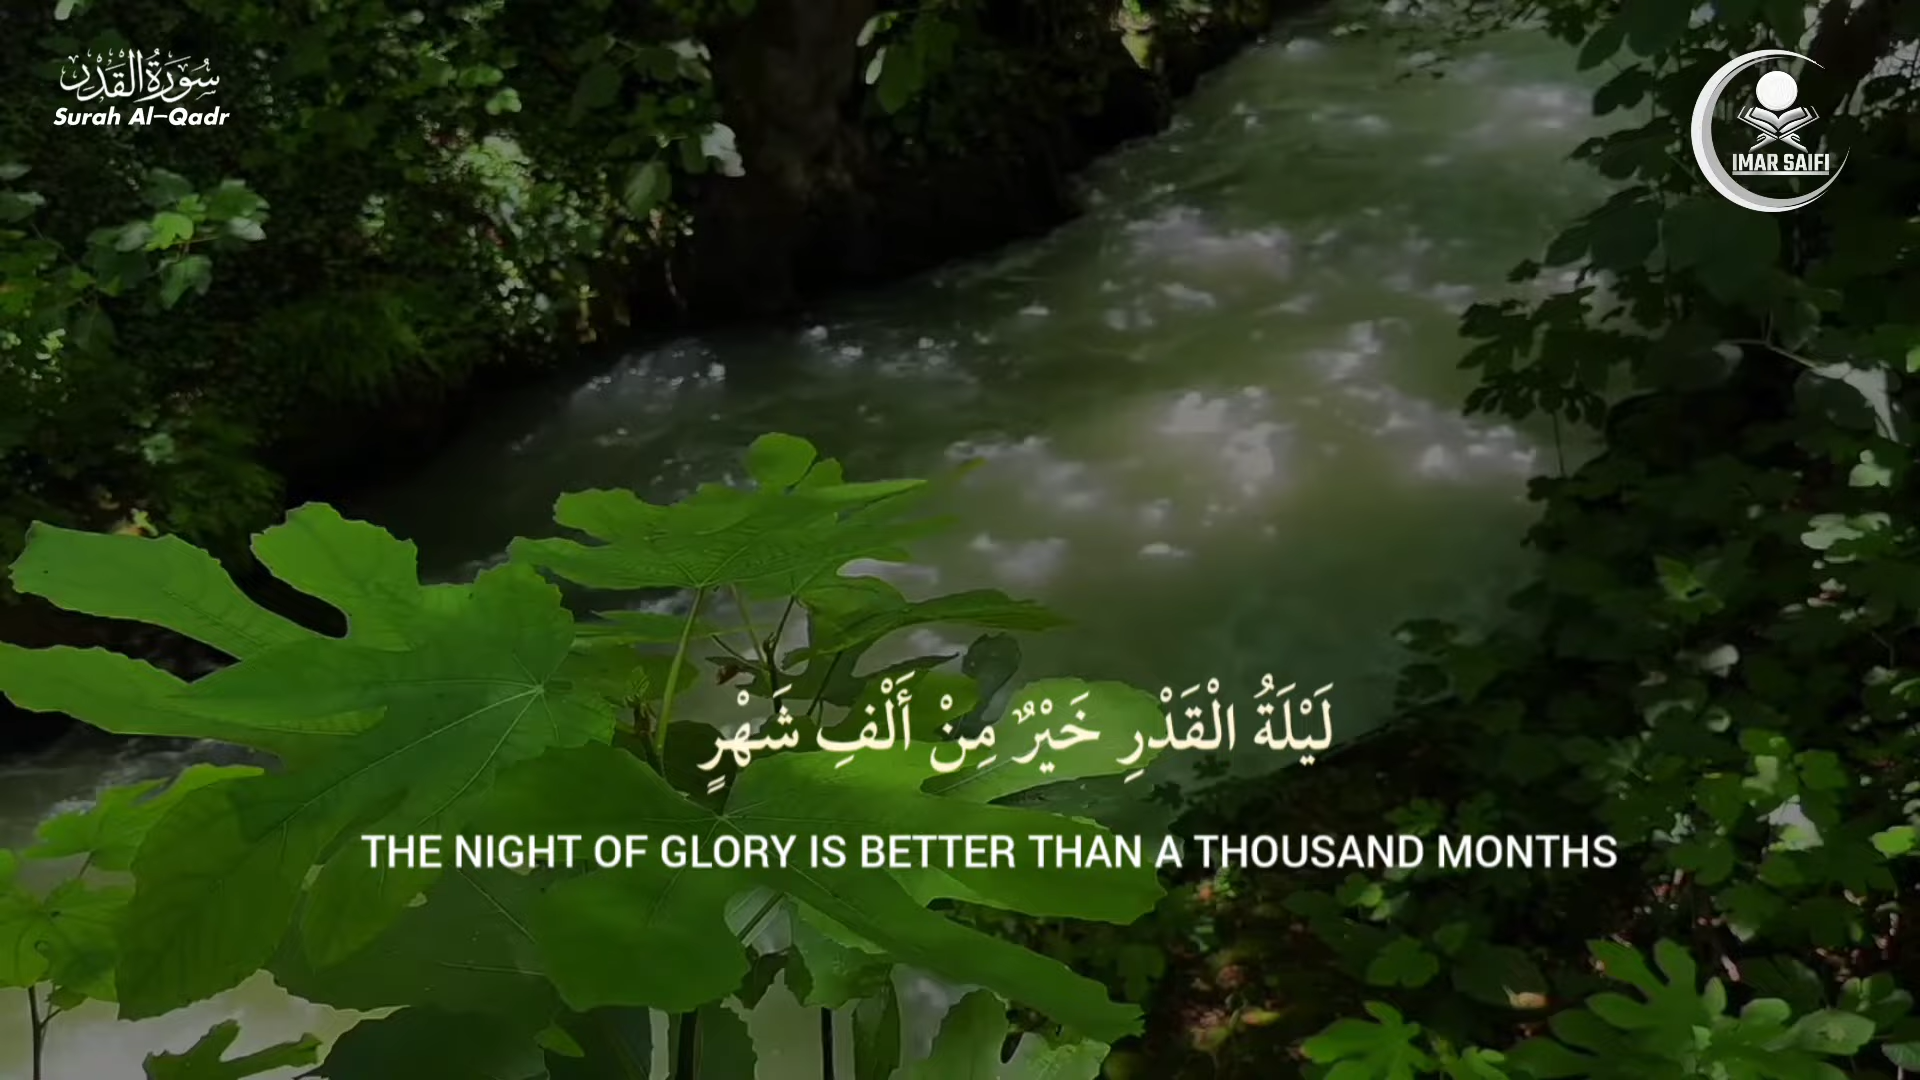 سُورَةُ الْقَدْرِ
Surah Al-Qadr
IMAR SAIFI
لَيْلَةُ الْقَدْرِ خَيْرٌ مِنْ أَلْفِ شَهْرٍ
THE NIGHT OF GLORY IS BETTER THAN A THOUSAND MONTHS